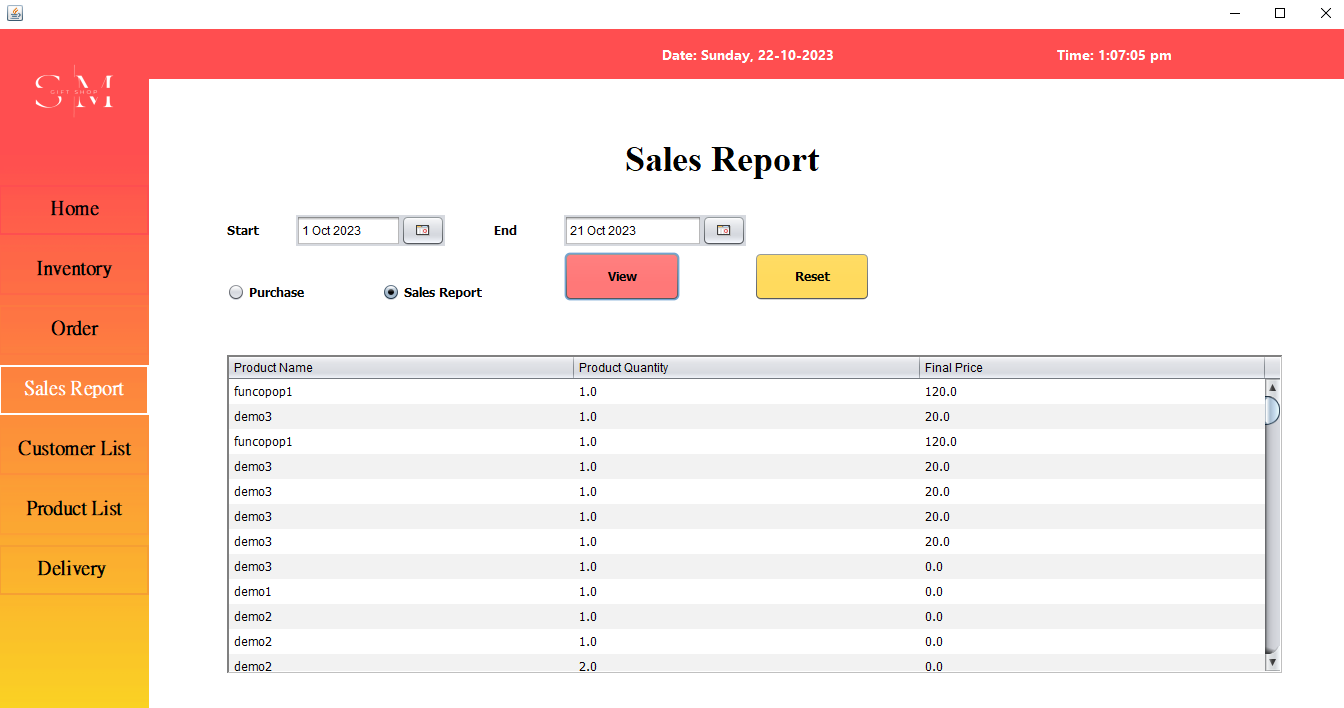 Date: Sunday, 22-10-2023 Time: 1:07:05 pm
SM
GIFT SHOP
Home
Inventory
Order
Sales Report
Customer List
Product List
Delivery
Sales Report
Start 1 Oct 2023 End 21 Oct 2023
Purchase Sales Report View Reset
Product Name Product Quantity Final Price
funcopop1 1.0 120.0
demo3 1.0 20.0
funcopop1 1.0 120.0
demo3 1.0 20.0
demo3 1.0 20.0
demo3 1.0 20.0
demo3 1.0 20.0
demo3 1.0 0.0
demo1 1.0 0.0
demo2 1.0 0.0
demo2 1.0 0.0
demo2 2.0 0.0